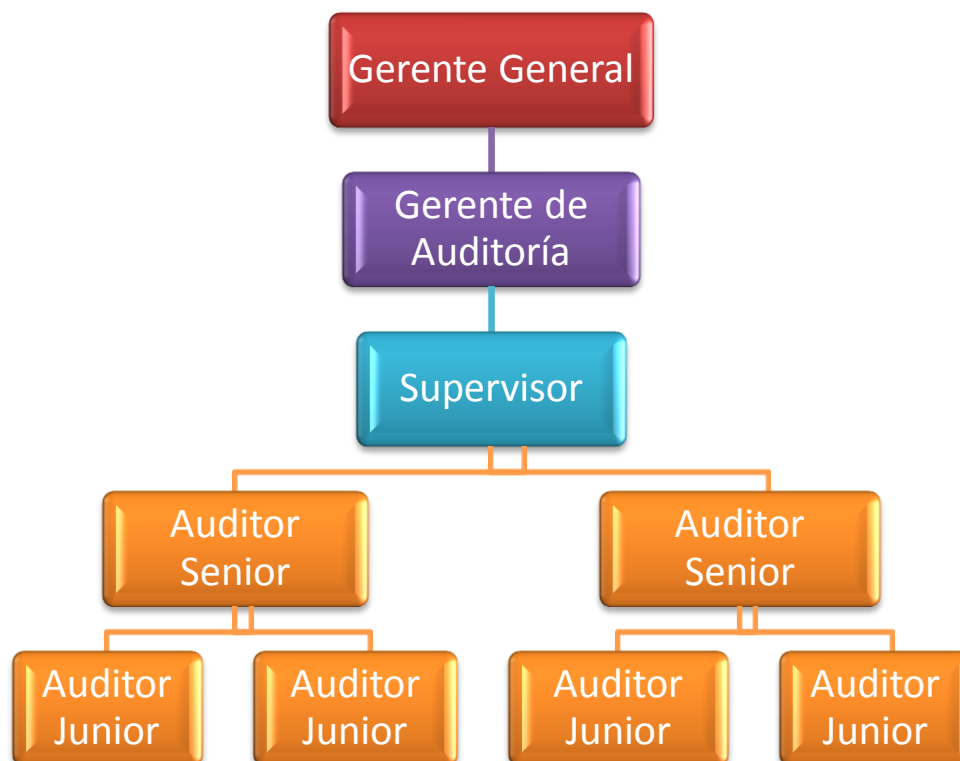 Gerente General
Gerente de
Auditoría
Supervisor
Auditor
Senior
Auditor
Senior
Auditor
Junior
Auditor
Junior
Auditor
Junior
Auditor
Junior